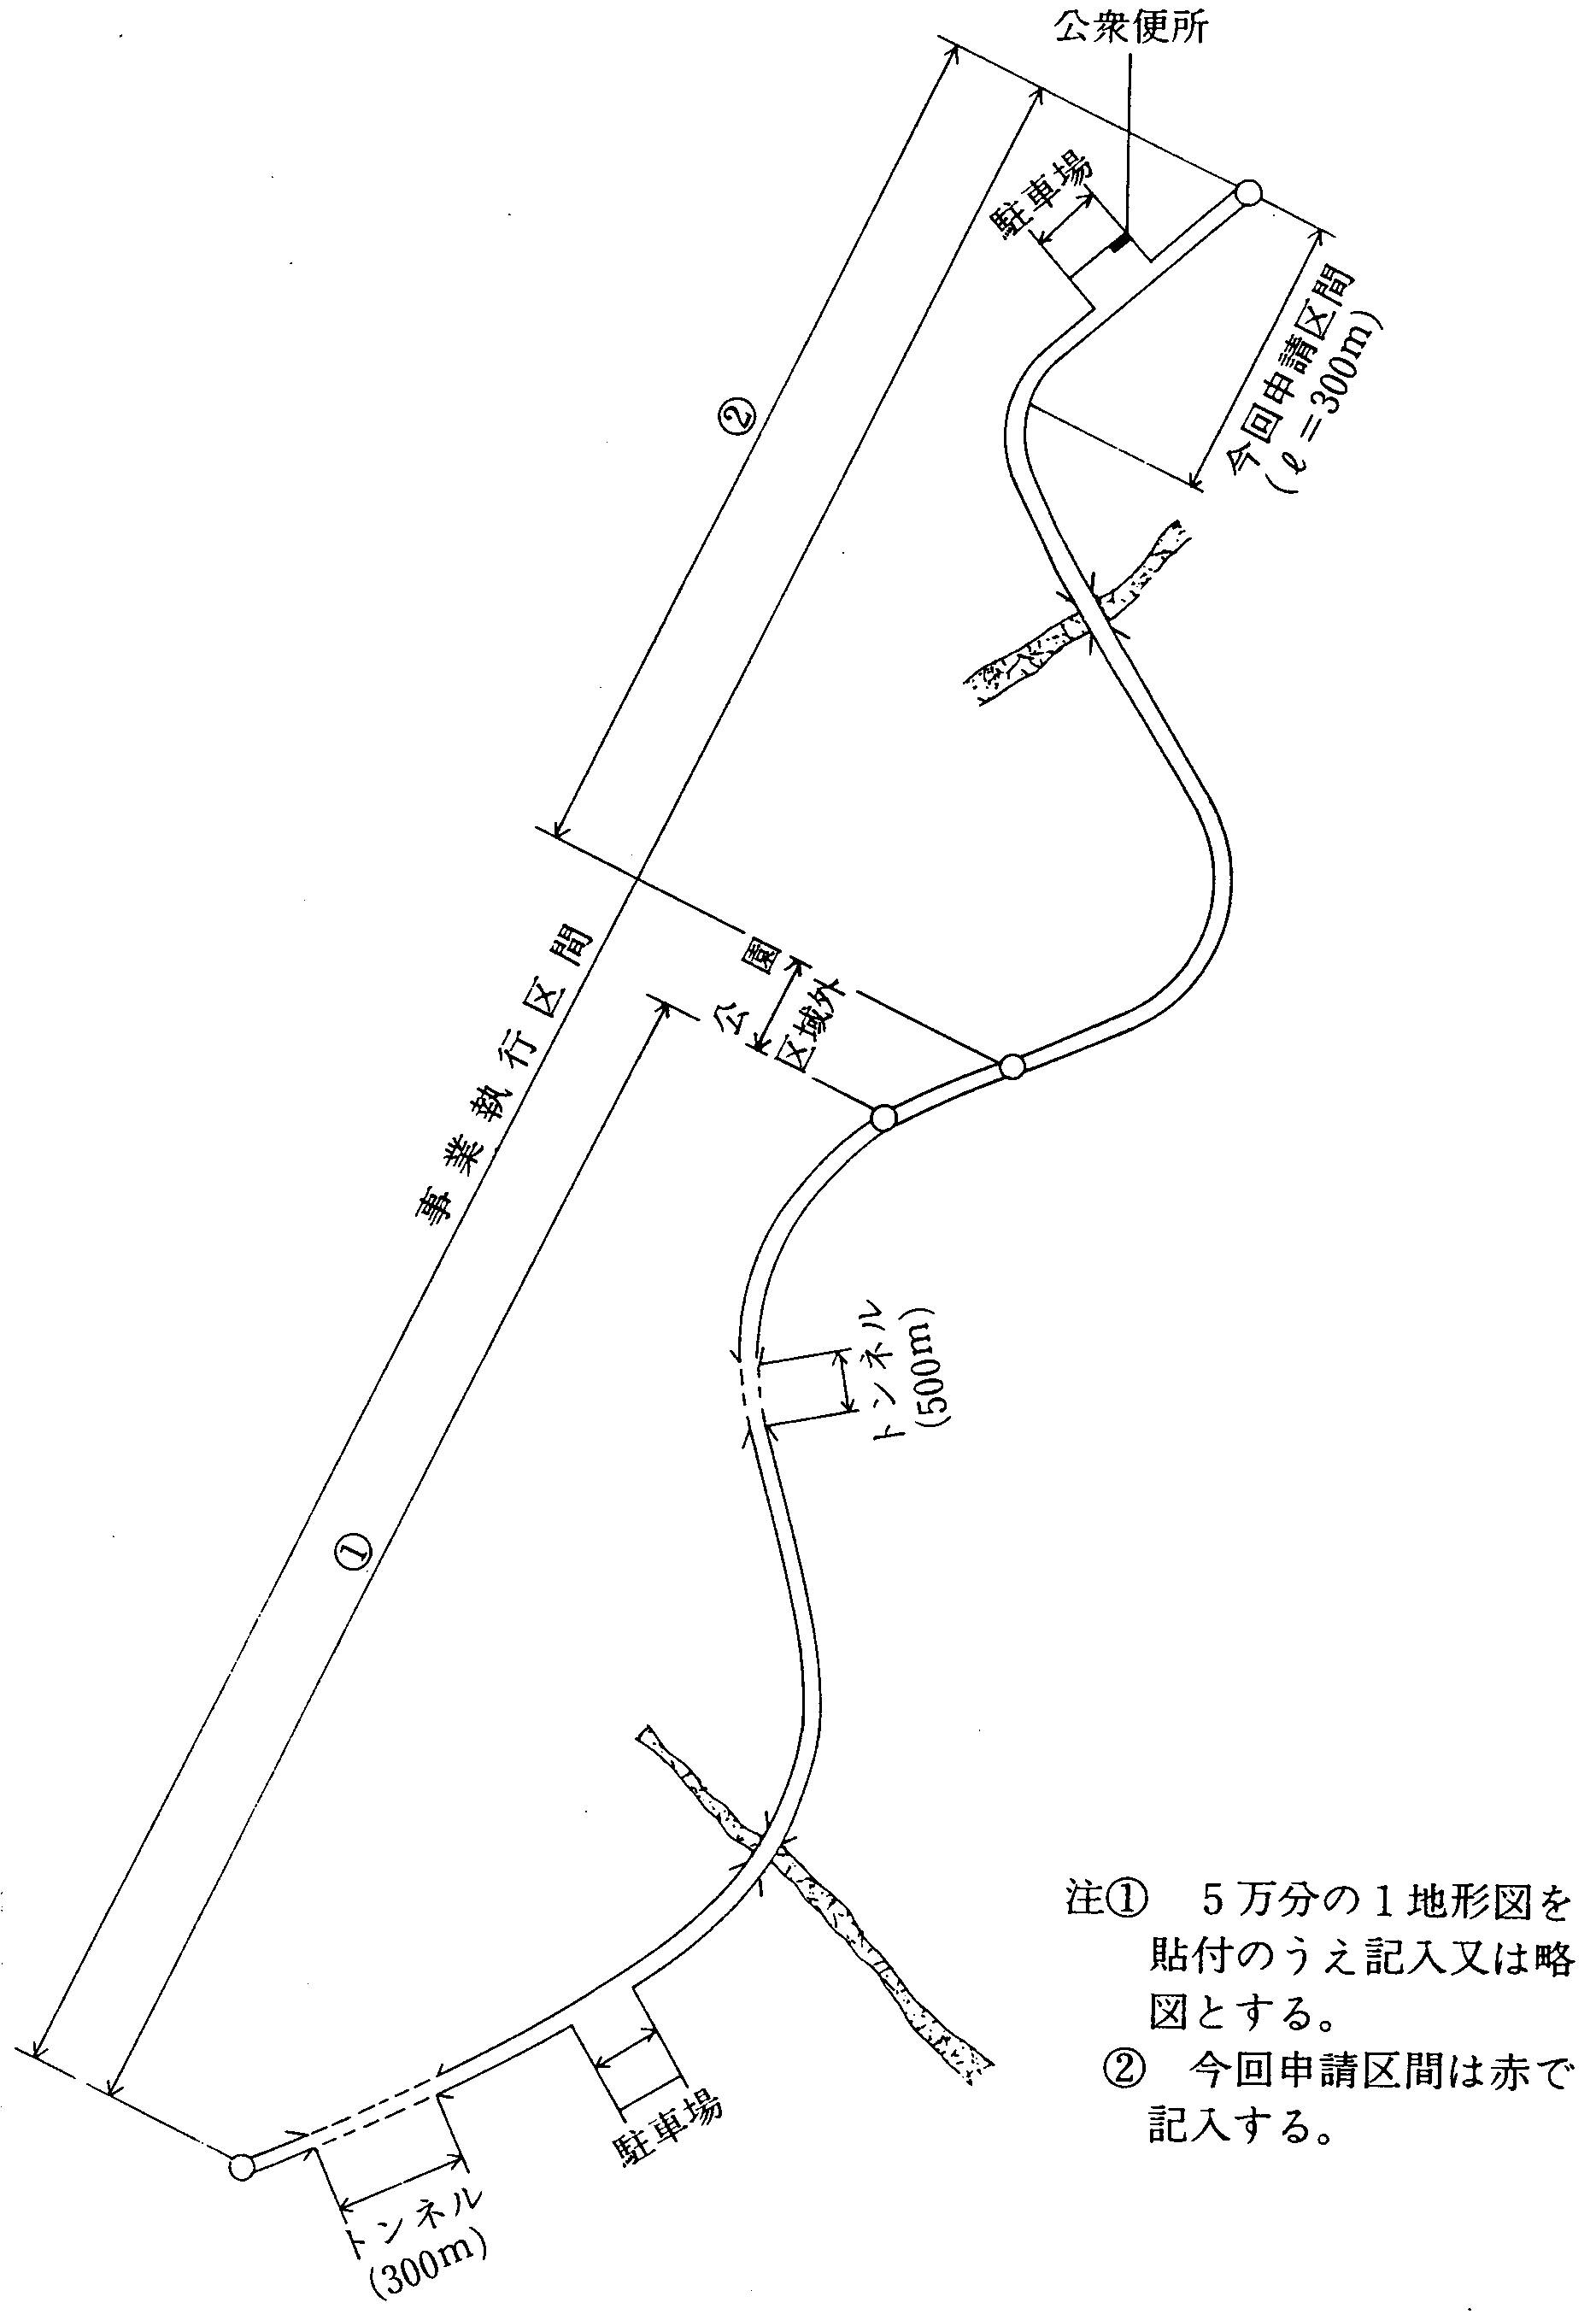 公衆便所
駐車場
今回申請区間
(ℓ=300m)
②
事業執行区間
公園
区域外
トンネル
(500m)
①
駐車場
トンネル
(300m)
注① 5万分の1地形図を
貼付のうえ記入又は略
図とする。
② 今回申請区間は赤で
記入する。